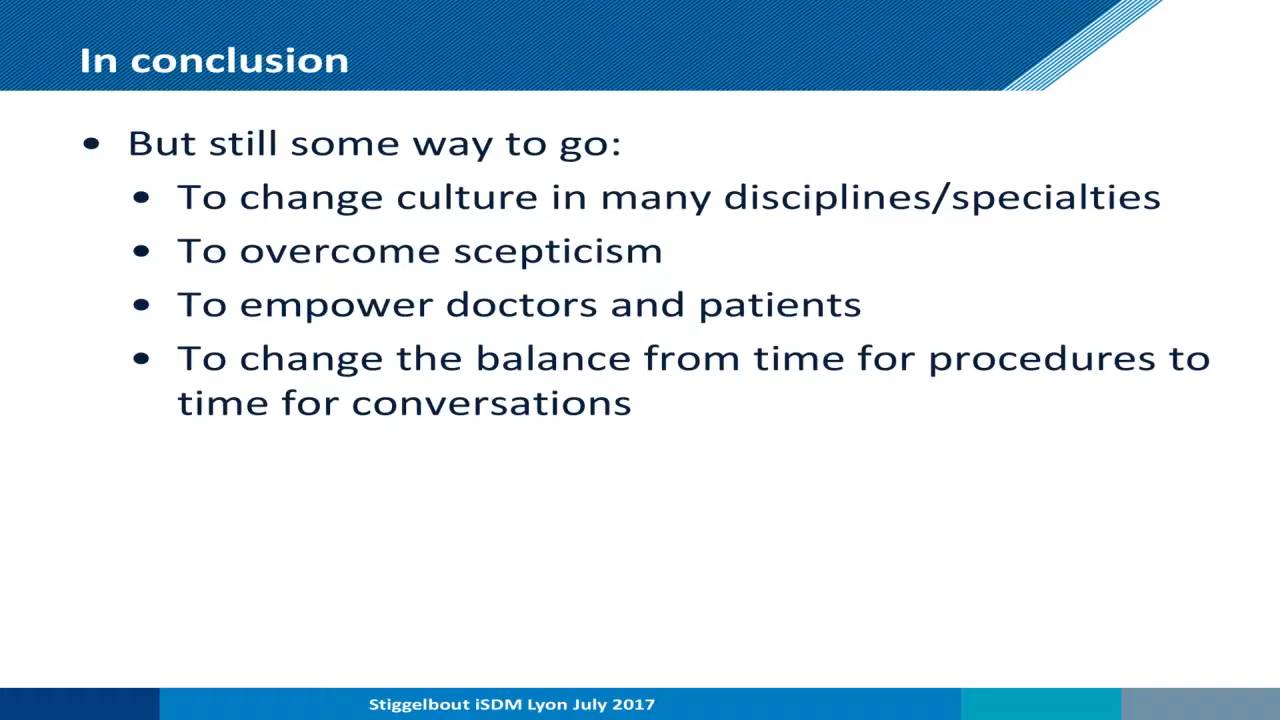 In conclusion
• But still some way to go:
• To change culture in many disciplines/specialties
• To overcome scepticism
• To empower doctors and patients
• To change the balance from time for procedures to
time for conversations
Stiggelbout iSDM Lyon July 2017